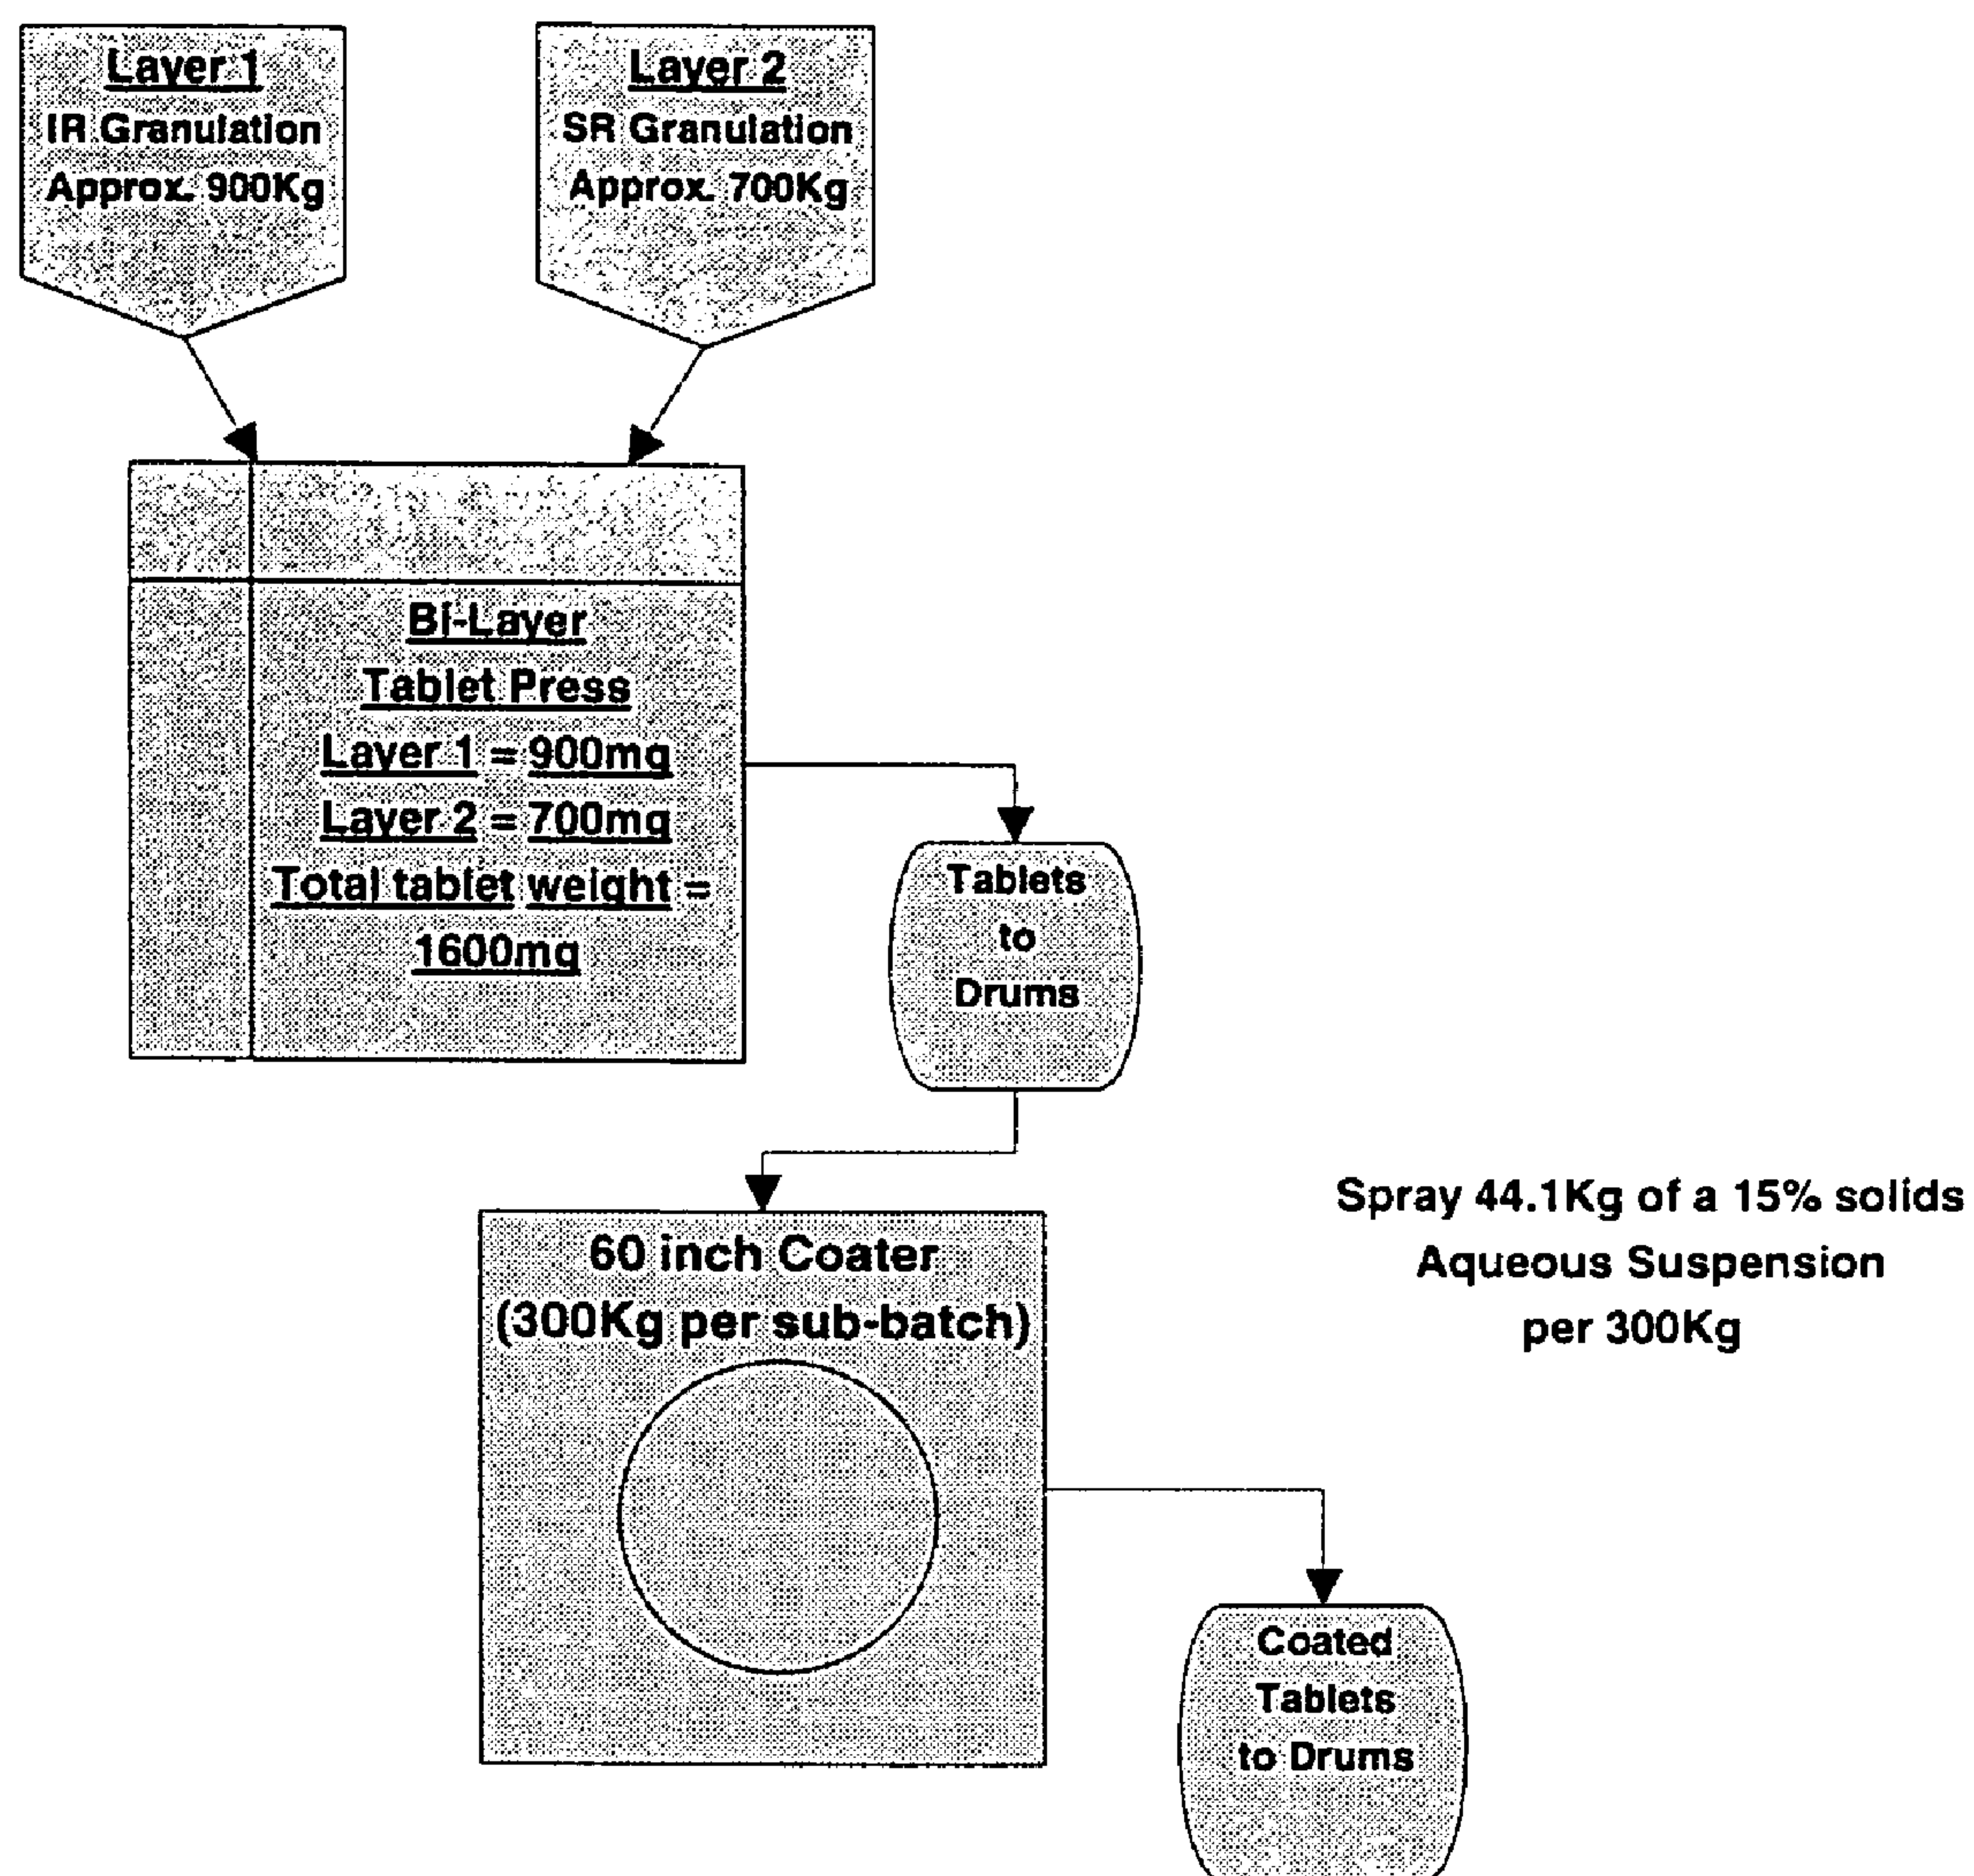 Layer 1
IR Granulation
Approx. 900Kg
Layer 2
SR Granulation
Approx. 700Kg
Bi-Layer
Tablet Press
Layer 1 = 900mg
Layer 2 = 700mg
Total tablet weight =
1600mg
Tablets
to
Drums
60 inch Coater
(300Kg per sub-batch)
Spray 44.1Kg of a 15% solids
Aqueous Suspension
per 300Kg
Coated
Tablets
to Drums